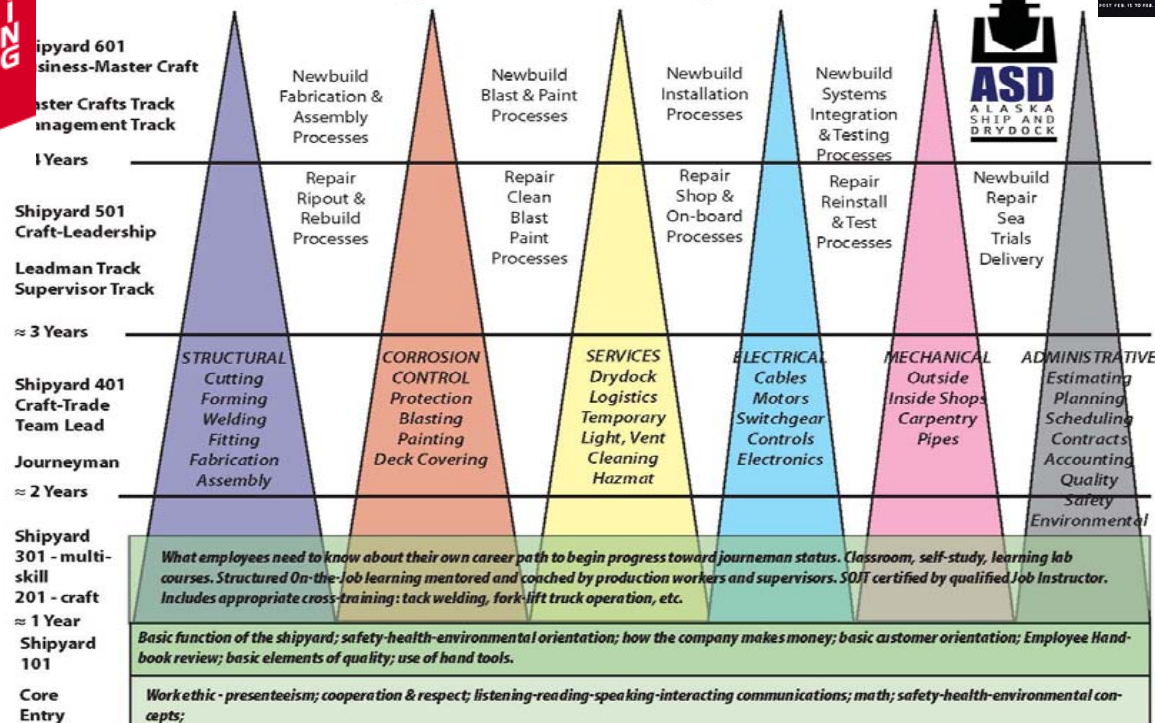 ING
ipyard 601
siness-Master Craft
aster Crafts Track
anagement Track
4 Years
Newbuild
Fabrication &
Assembly
Processes
Newbuild
Blast & Paint
Processes
Newbuild
Installation
Processes
Newbuild
Systems
Integration
& Testing
Processes
ASD
ALASKA
SHIP AND
DRYDOCK
Shipyard 501
Craft-Leadership
Leadman Track
Supervisor Track
≈ 3 Years
Repair
Ripout &
Rebuild
Processes
Repair
Clean
Blast
Paint
Processes
Repair
Shop &
On-board
Processes
Repair
Reinstall
& Test
Processes
Newbuild
Repair
Sea
Trials
Delivery
Shipyard 401
Craft-Trade
Team Lead
Journeyman
≈ 2 Years
STRUCTURAL
Cutting
Forming
Welding
Fitting
Fabrication
Assembly
CORROSION
CONTROL
Protection
Blasting
Painting
Deck Covering
SERVICES
Drydock
Logistics
Temporary
Light, Vent
Cleaning
Hazmat
ELECTRICAL
Cables
Motors
Switchgear
Controls
Electronics
MECHANICAL
Outside
Inside Shops
Carpentry
Pipes
ADMINISTRATIVE
Estimating
Planning
Scheduling
Contracts
Accounting
Quality
Safety
Environmental
Shipyard
301 - multi-
skill
201 - craft
≈ 1 Year
What employees need to know about their own career path to begin progress toward journeman status. Classroom, self-study, learning lab
courses. Structured On-the-Job learning mentored and coached by production workers and supervisors. SOJT certified by qualified Job Instructor.
Includes appropriate cross-training: tack welding, fork-lift truck operation, etc.
Shipyard
101
Basic function of the shipyard; safety-health-environmental orientation; how the company makes money; basic customer orientation; Employee Hand-
book review; basic elements of quality; use of hand tools.
Core
Entry
Work ethic - presenteeism; cooperation & respect; listening-reading-speaking-interacting communications; math; safety-health-environmental con-
cepts;